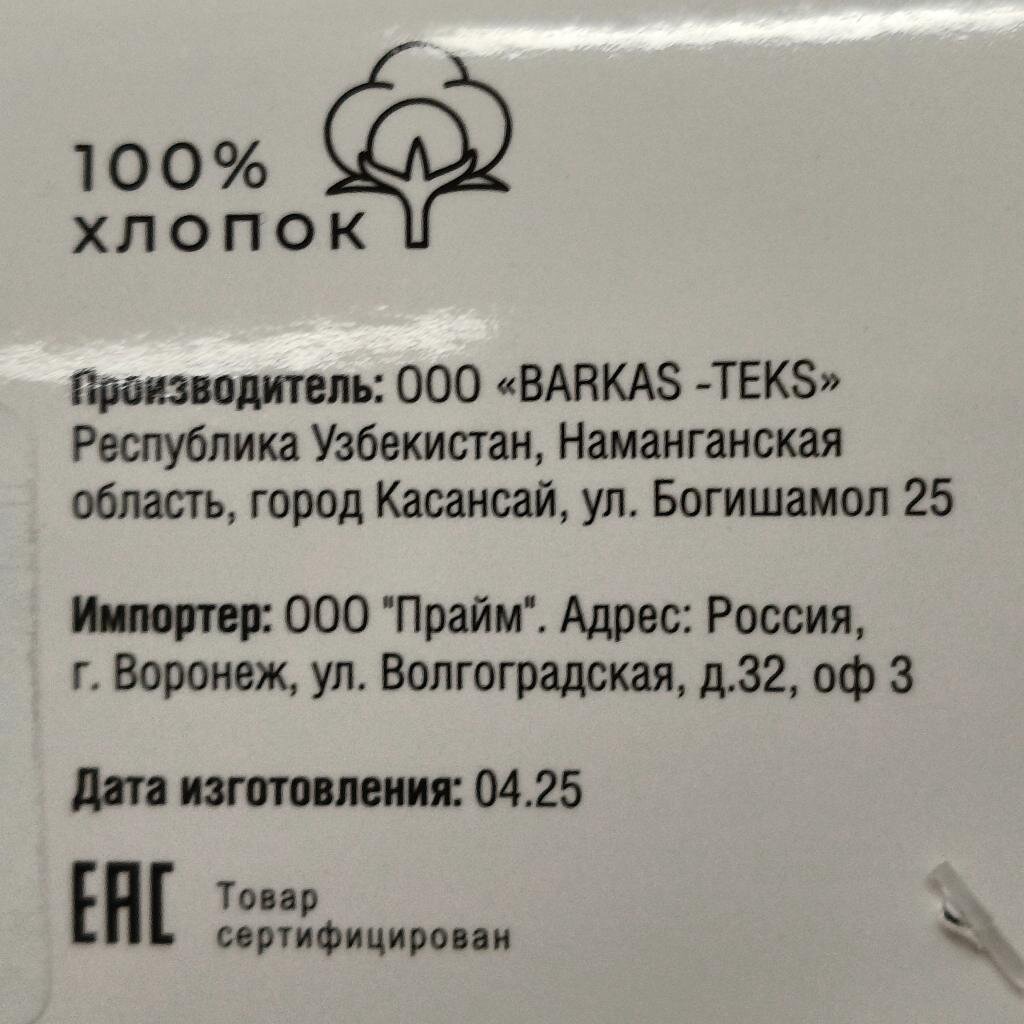 100%
ХЛОПОК
Производитель: ООО «BARKAS -TEKS»
Республика Узбекистан, Наманганская
область, город Касансай, ул. Богишамол 25
Импортер: ООО "Прайм". Адрес: Россия,
г. Воронеж, ул. Волгоградская, д.32, оф 3
Дата изготовления: 04.25
ЕАС
Товар
сертифицирован